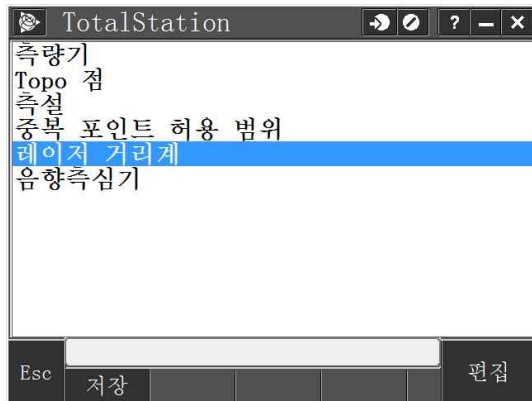 TotalStation ? – ×
측량기
Topo 점
측설
중복 포인트 허용 범위
레이저 거리계
음향측심기
Esc 저장 편집